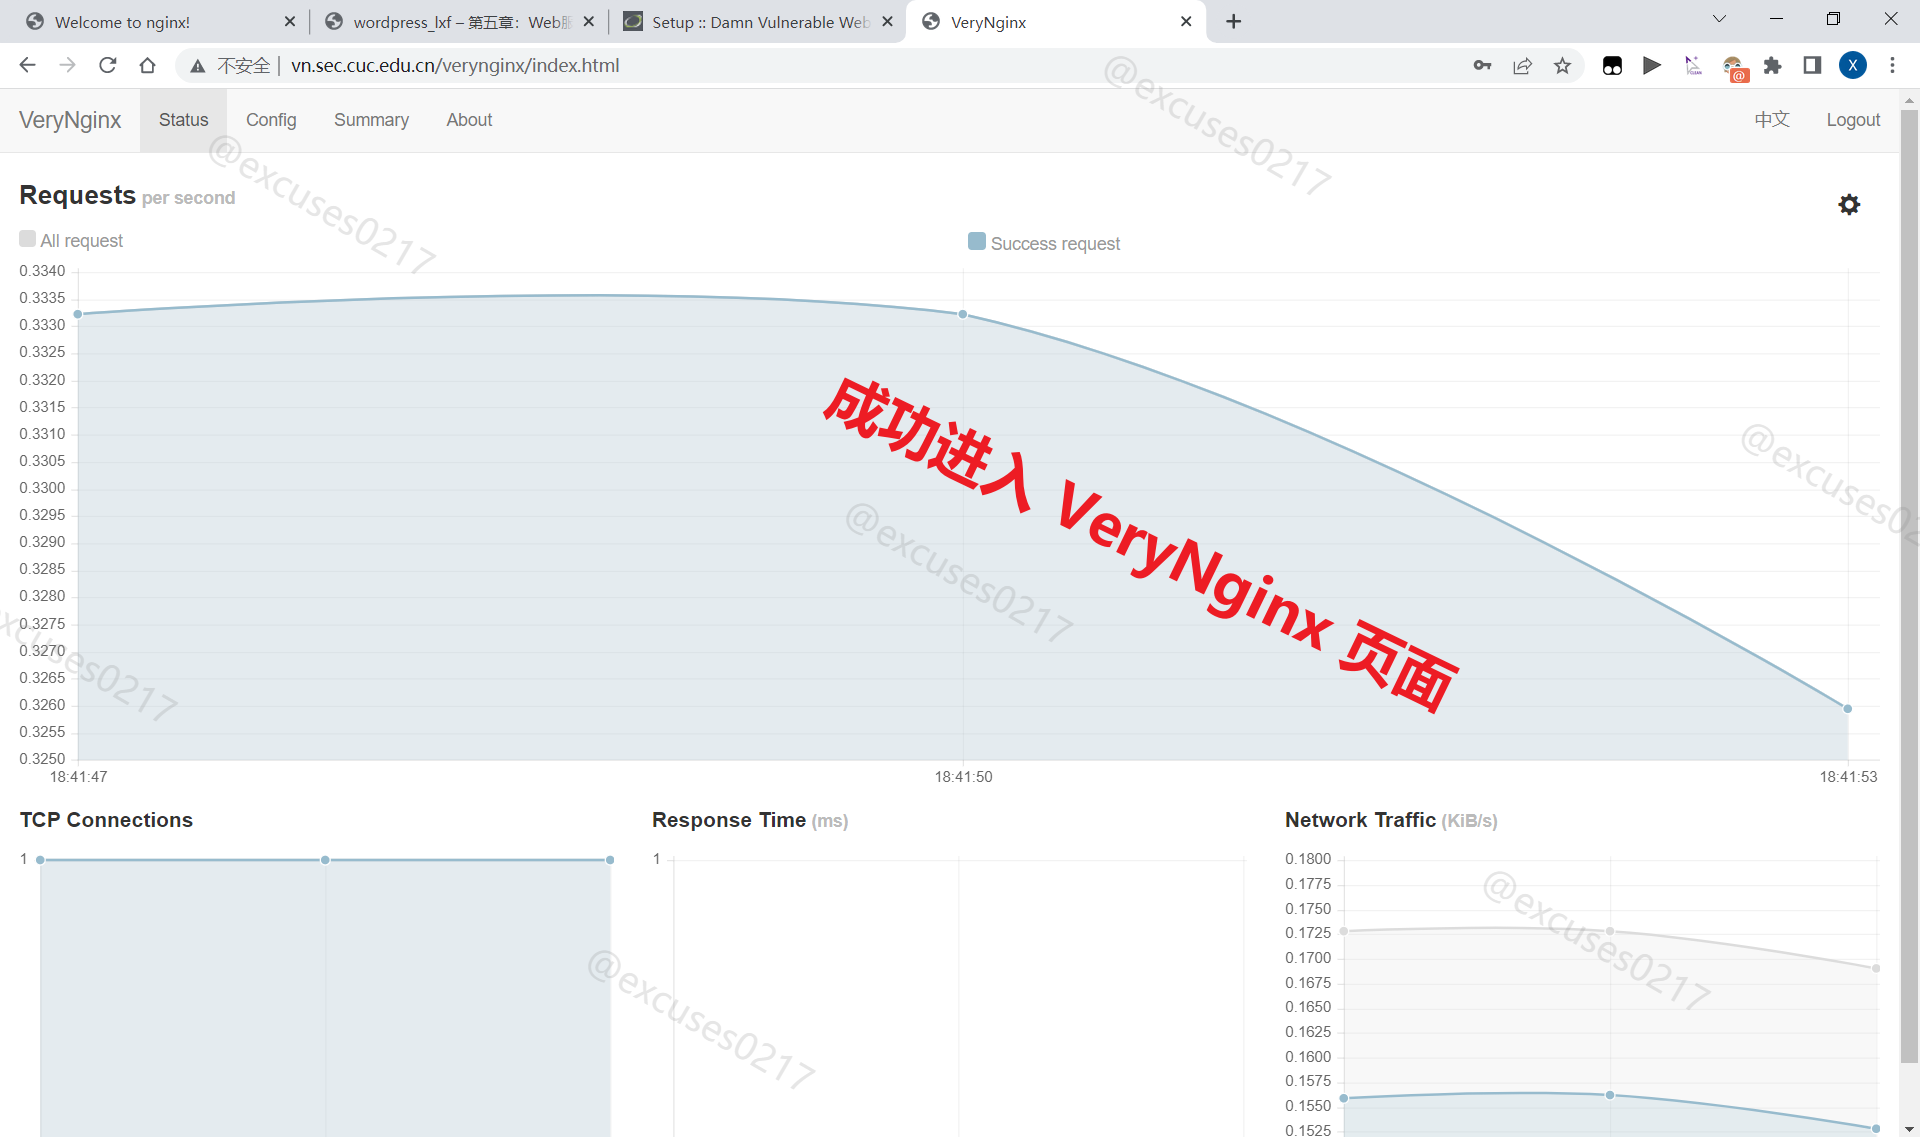 Welcome to nginx!
wordpress_lxf – 第五章：Web服
Setup :: Damn Vulnerable Web
VeryNginx
不安全
vn.sec.cuc.edu.cn/verynginx/index.html
X
@
VeryNginx
Status
Config
Summary
About
中文
Logout
Requests per second
All request
Success request
0.3340
0.3335
0.3330
0.3325
0.3320
0.3315
0.3310
0.3305
0.3300
0.3295
0.3290
0.3285
0.3280
0.3275
0.3270
0.3265
0.3260
0.3255
0.3250
18:41:47
18:41:50
18:41:53
成功进入 VeryNginx 页面
TCP Connections
1
Response Time (ms)
1
Network Traffic (KiB/s)
0.1800
0.1775
0.1750
0.1725
0.1700
0.1675
0.1650
0.1625
0.1600
0.1575
0.1550
0.1525
@excuses0217
@excuses0217
@excuses0217
@excuses0217
@excuses0217
@excuses0217